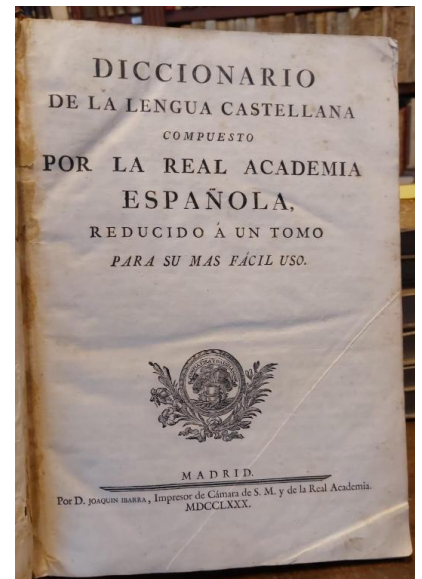 DICCIONARIO
DE LA LENGUA CASTELLANA
COMPUESTO
POR LA REAL ACADEMIA
ESPAÑOLA,
REDUCIDO Á UN TOMO
PARA SU MAS FÁCIL USO.
MADRID.
Por D. JOAQUIN IBARRA, Impresor de Cámara de S. M. y de la Real Academia.
MDCCLXXX.